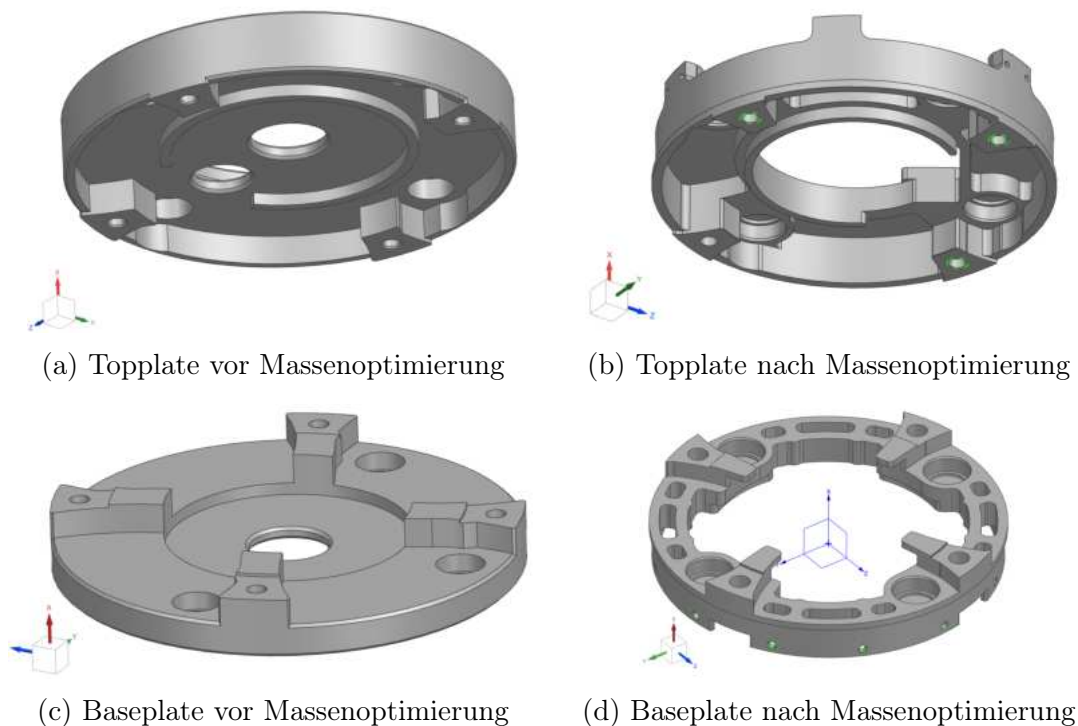 (a) Topplate vor Massenoptimierung
(b) Topplate nach Massenoptimierung
(c) Baseplate vor Massenoptimierung
(d) Baseplate nach Massenoptimierung